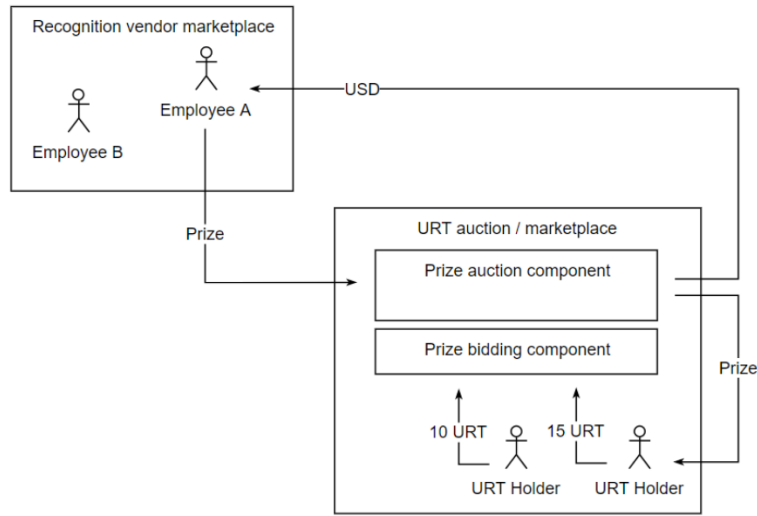 Recognition vendor marketplace
USD
Employee A
Employee B
Prize
URT auction / marketplace
Prize auction component
Prize bidding component
Prize
10 URT
15 URT
URT Holder
URT Holder